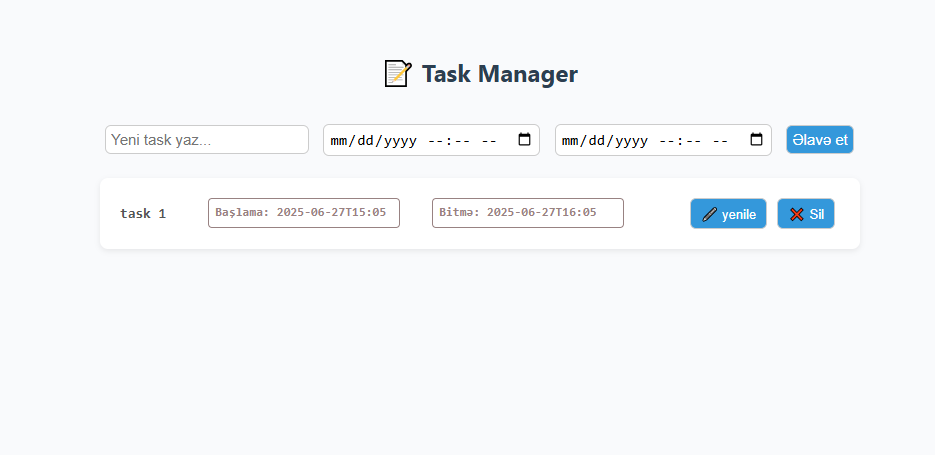 📝 Task Manager
Yeni task yaz... mm/dd/yyyy --:-- -- mm/dd/yyyy --:-- -- Əlavə et
task 1 Başlama: 2025-06-27T15:05 Bitmə: 2025-06-27T16:05 🖊 yenile ❌ Sil